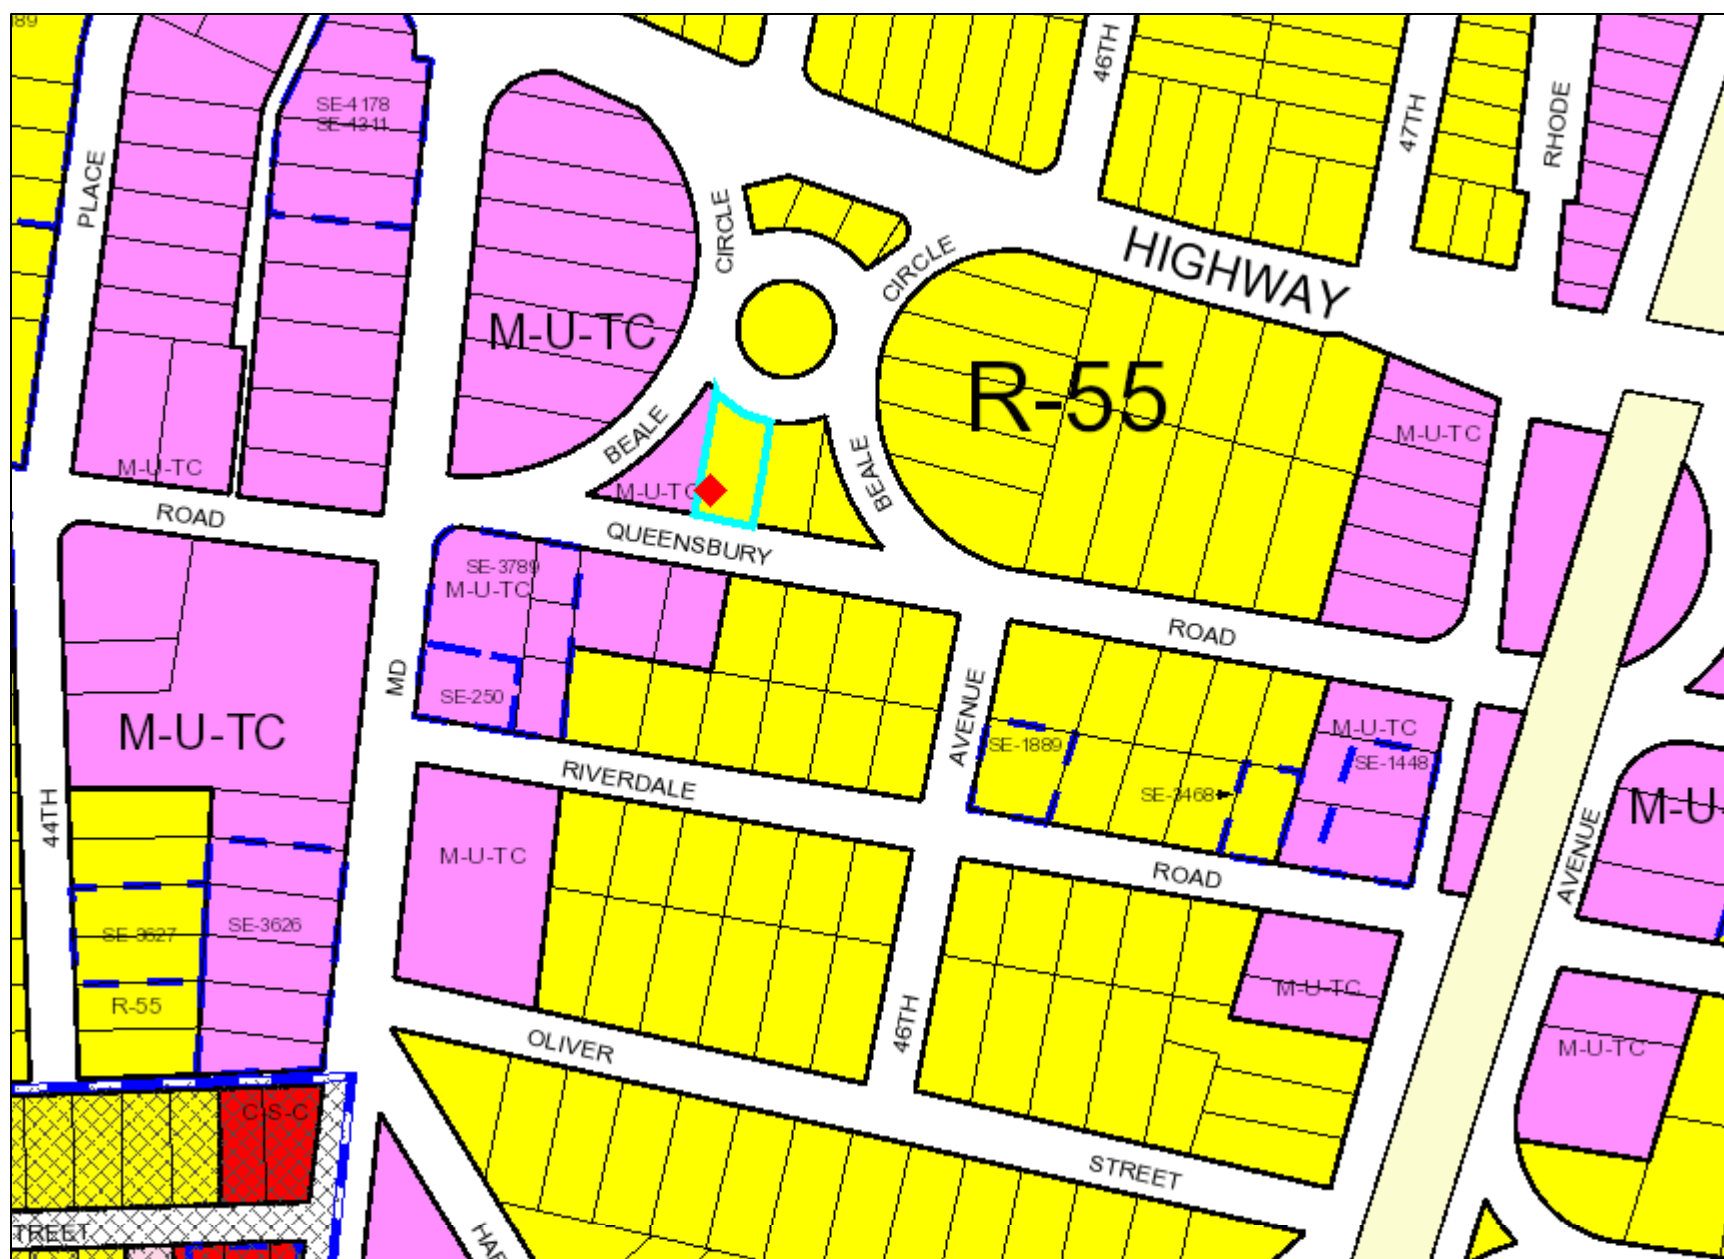 89
46TH
SE-4178
SE-4341
47TH
RHODE
PLACE
CIRCLE
CIRCLE
HIGHWAY
M-U-TC
R-55
BEALE
M-U-TC
M-U-TC
BEALE
M-U-TC
ROAD
QUEENSBURY
SE-3789
M-U-TC
ROAD
MD
SE-250
AVENUE
M-U-TC
M-U-TC
SE-1889
SE-1448
RIVERDALE
SE-3468
44TH
M-U-
AVENUE
M-U-TC
ROAD
SE-3626
SE-3627
M-U-TC
R-55
46TH
OLIVER
M-U-TC
C-S-C
STREET
TREET
HAR